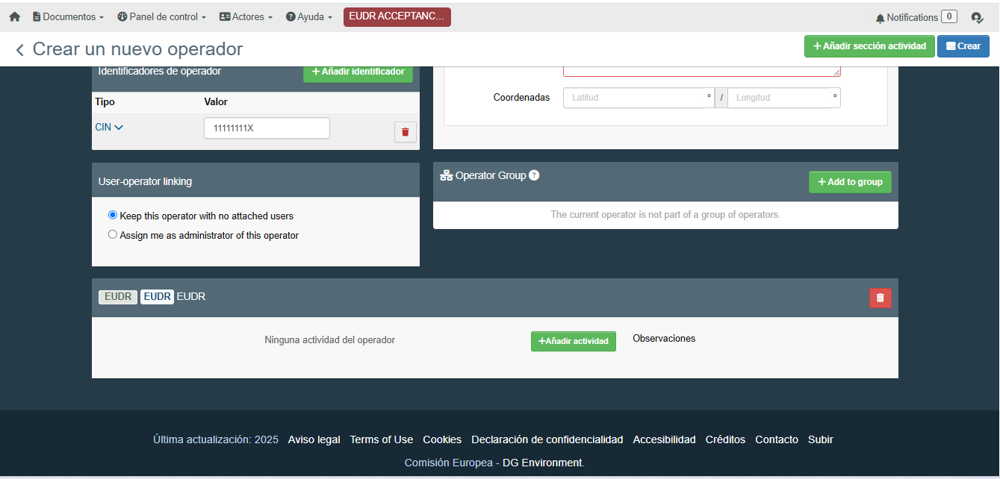 Documentos Panel de control Actores Ayuda EUDR ACCEPTANC... Notifications 0
Crear un nuevo operador
+Añadir sección actividad Crear
Identificadores de operador +Añadir identificador
Tipo Valor
CIN 11111111X
Coordenadas Latitud º / Longitud º
User-operator linking
Keep this operator with no attached users
Assign me as administrator of this operator
Operator Group ? +Add to group
The current operator is not part of a group of operators.
EUDR EUDR EUDR
Ninguna actividad del operador +Añadir actividad Observaciones
Última actualización: 2025 Aviso legal Terms of Use Cookies Declaración de confidencialidad Accesibilidad Créditos Contacto Subir
Comisión Europea - DG Environment.